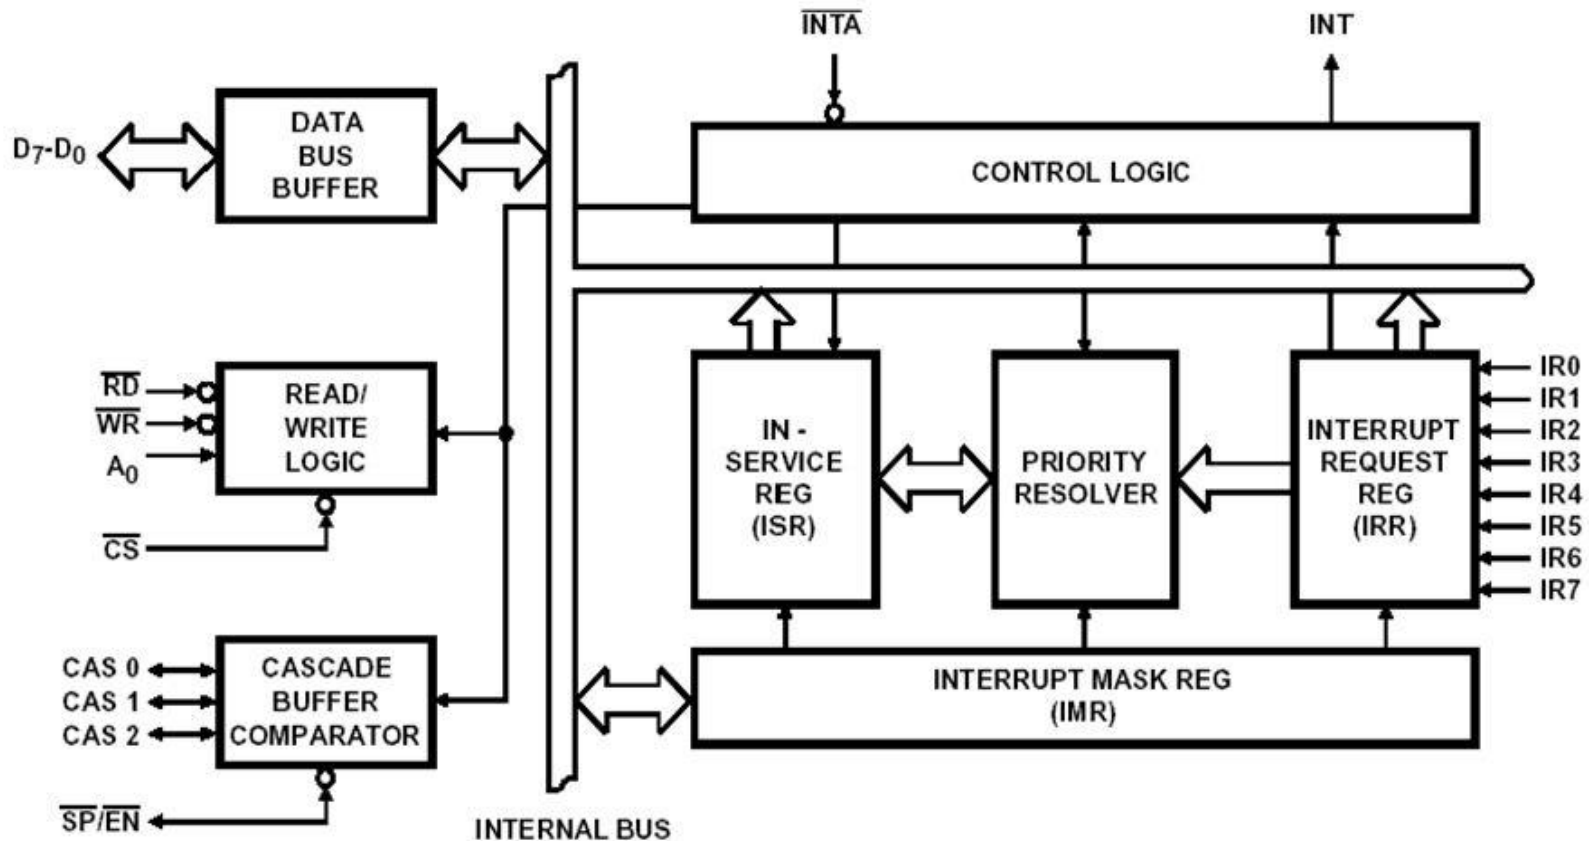 INTA
INT
D7-D0
DATA
BUS
BUFFER
CONTROL LOGIC
RD
WR
A0
READ/
WRITE
LOGIC
CS
IN -
SERVICE
REG
(ISR)
PRIORITY
RESOLVER
INTERRUPT
REQUEST
REG
(IRR)
IR0
IR1
IR2
IR3
IR4
IR5
IR6
IR7
CAS 0
CAS 1
CAS 2
CASCADE
BUFFER
COMPARATOR
SP/EN
INTERRUPT MASK REG
(IMR)
INTERNAL BUS